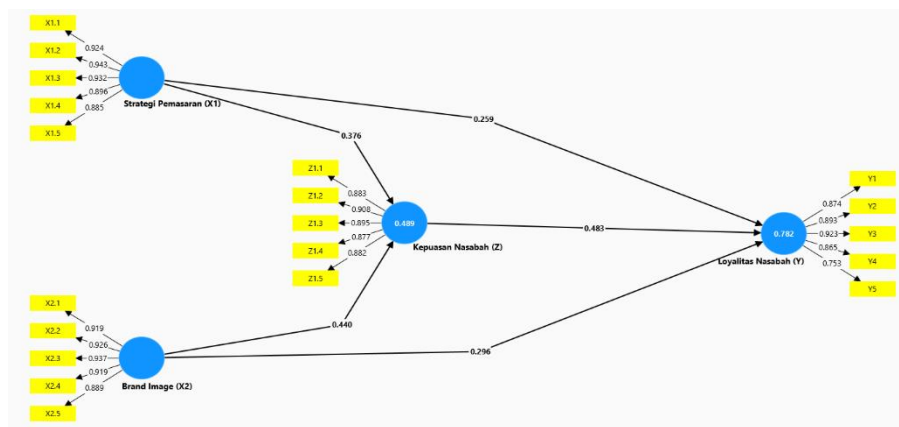 X1.1
X1.2
X1.3
X1.4
X1.5
0.924
0.943
0.932
0.896
0.885
Strategi Pemasaran (X1)
0.259
0.376
Z1.1
Z1.2
Z1.3
Z1.4
Z1.5
0.883
0.908
0.895
0.877
0.882
0.489
Kepuasan Nasabah (Z)
0.483
0.782
Loyalitas Nasabah (Y)
0.874
0.893
0.923
0.865
0.753
Y1
Y2
Y3
Y4
Y5
0.440
0.296
X2.1
X2.2
X2.3
X2.4
X2.5
0.919
0.926
0.937
0.919
0.889
Brand Image (X2)